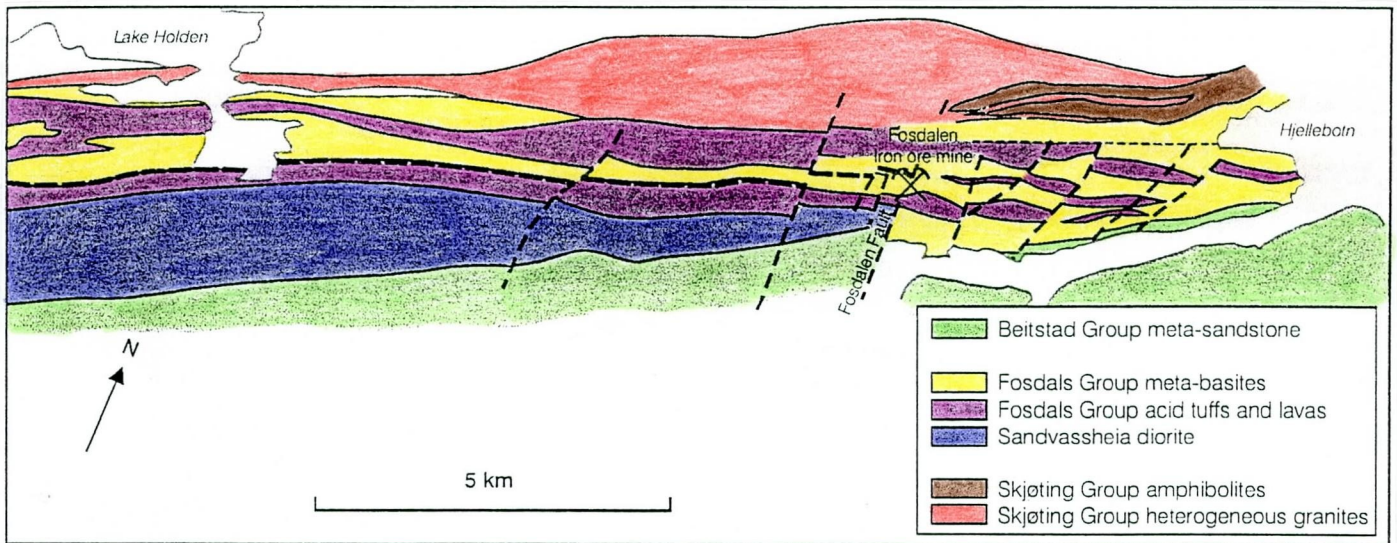 Lake Holden
Fosdalen
Iron ore mine
Hjellebotn
Fosdalen Fault
N
5 km
Beitstad Group meta-sandstone
Fosdals Group meta-basites
Fosdals Group acid tuffs and lavas
Sandvassheia diorite
Skjøting Group amphibolites
Skjøting Group heterogeneous granites